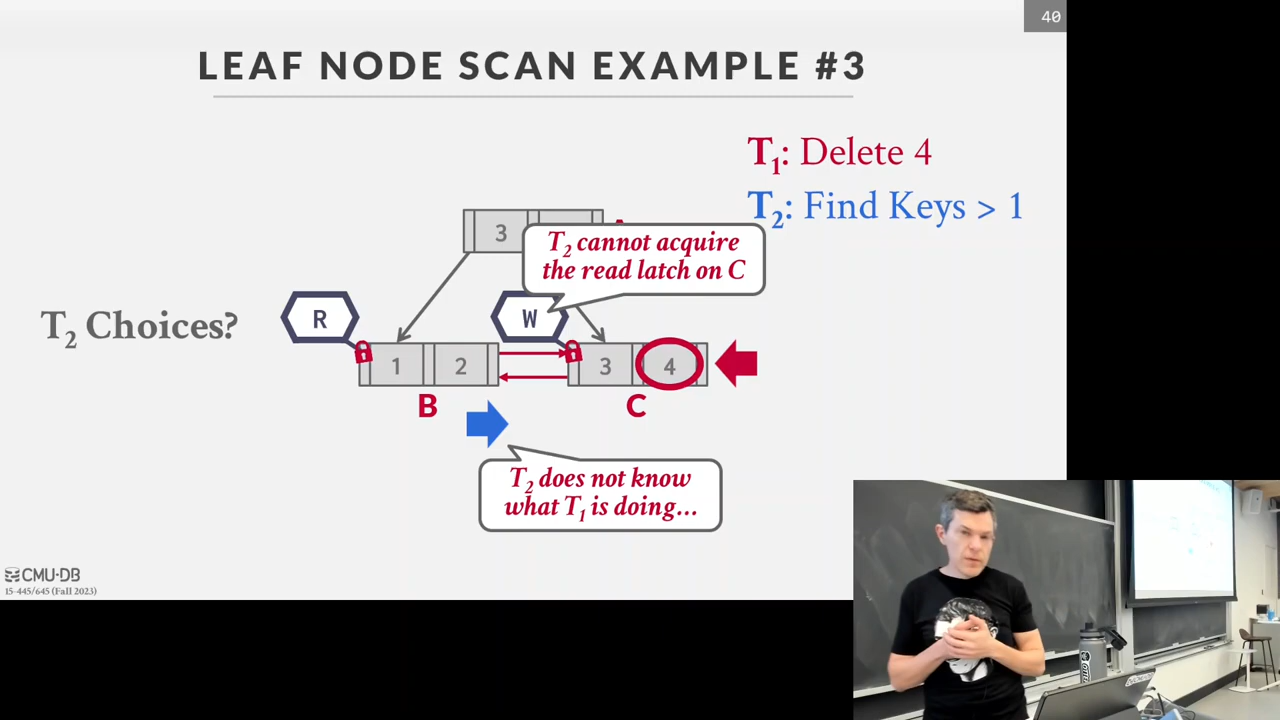 40
LEAF NODE SCAN EXAMPLE #3
T1: Delete 4
T2: Find Keys > 1
3
T2 cannot acquire
the read latch on C
T2 Choices?
R
W
1
2
3
4
B
C
T2 does not know
what T1 is doing...
CMU·DB
15-445/645 (Fall 2023)